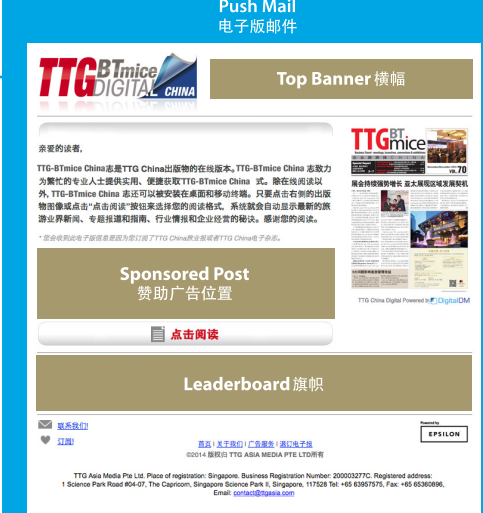 Push Mail
电子版邮件
TTG BTmice
DIGITAL CHINA
Top Banner 横幅
亲爱的读者,
TTG-BTmice China志是TTG China出版物的在线版本。TTG-BTmice China 志致力
为繁忙的专业人士提供实用、便捷获取TTG-BTmice China 式。除在线阅读以
外, TTG-BTmice China志还可以被安装在桌面和移动终端。只要点击右侧的出版
物图像或点击“点击阅读”按钮来选择您的阅读格式, 系统就会自动显示最新的旅
游业界新闻、专题报道和指南、行业情报和企业经营的秘诀。感谢您的阅读。
* 您会收到此电子版信息是因为您订阅了TTG China旅业报或者TTG China电子杂志。
TTG BT
mice
VOL.70
展会持续强势增长 亚太展现区域发展契机
TTG China Digital Powered by DigitalDM
Sponsored Post
赞助广告位置
点击阅读
Leaderboard 旗帜
联系我们!
订阅!
首页 | 关于我们 | 广告服务 | 退订电子报
©2014 版权归 TTG ASIA MEDIA PTE LTD所有
Powered by
EPSILON
TTG Asia Media Pte Ltd. Place of registration: Singapore. Business Registration Number: 200003277C. Registered address:
1 Science Park Road #04-07, The Capricorn, Singapore Science Park II, Singapore, 117528 Tel: +65 63957575, Fax: +65 65360896,
Email: contact@ttgasia.com